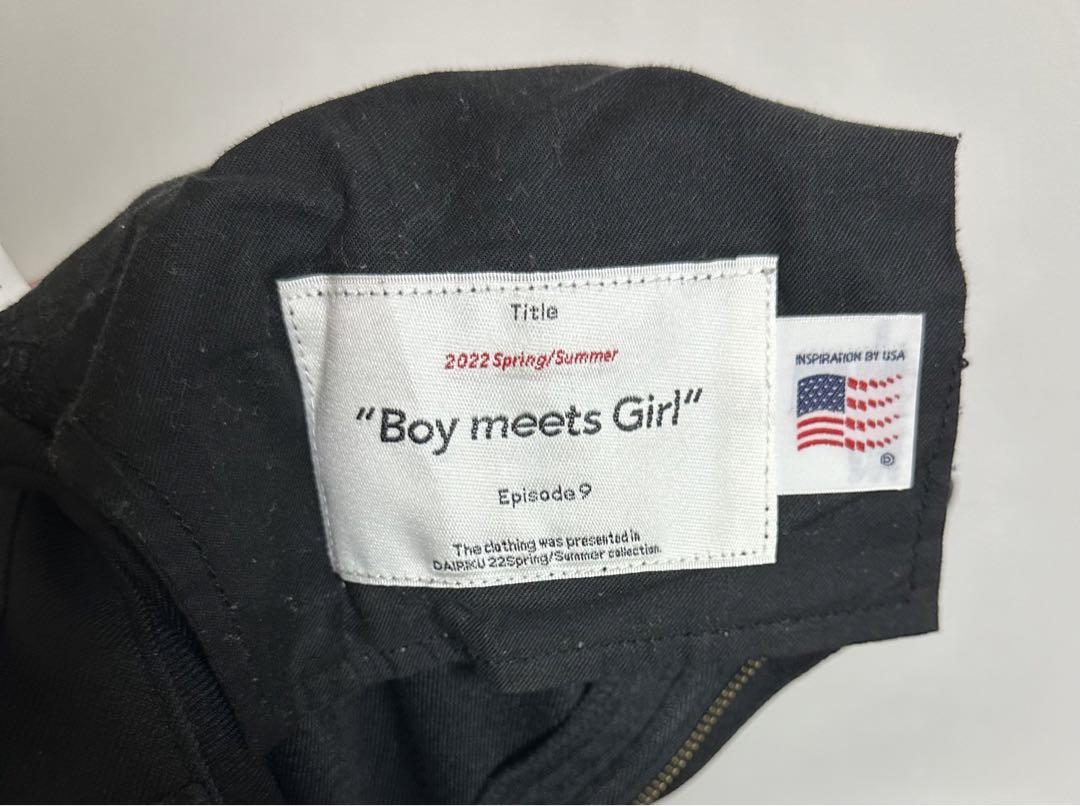 Title
2022 Spring/Summer
“Boy meets Girl”
Episode 9
The clothing was presented in
DAIRIKU 22Spring/Summer collection.
INSPIRATION BY USA
Ⓓ